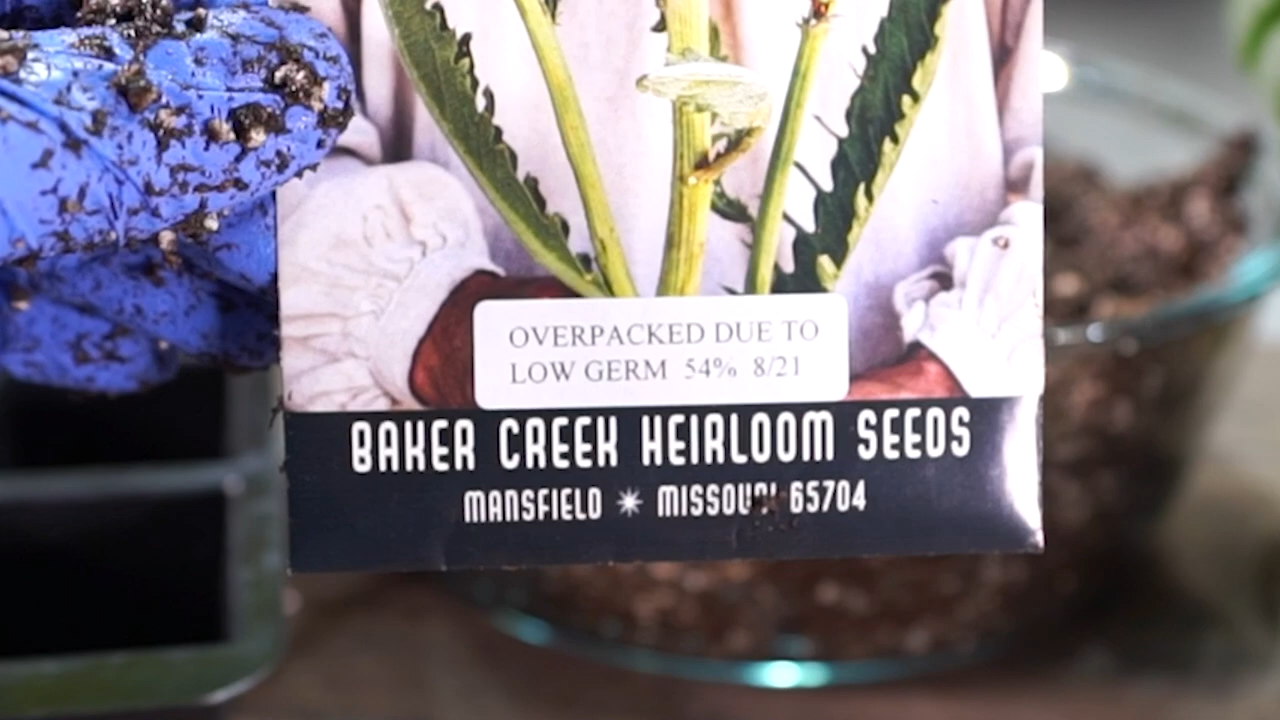 OVERPACKED DUE TO
LOW GERM 54% 8/21
BAKER CREEK HEIRLOOM SEEDS
MANSFIELD ✷ MISSOURI 65704